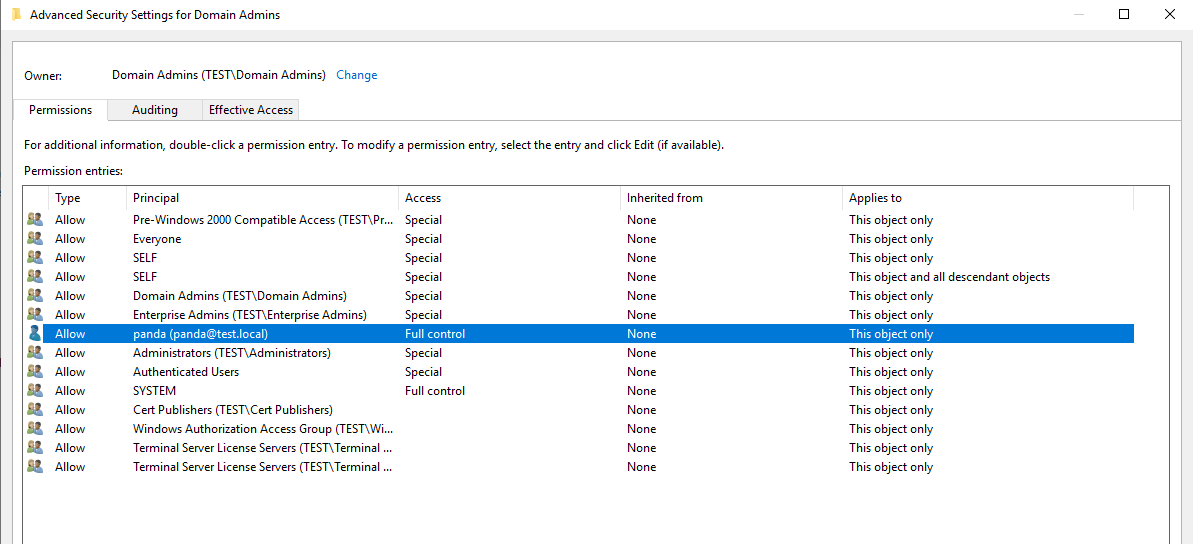 Advanced Security Settings for Domain Admins
Owner: Domain Admins (TEST\Domain Admins) Change
Permissions Auditing Effective Access
For additional information, double-click a permission entry. To modify a permission entry, select the entry and click Edit (if available).
Permission entries:
Type Principal Access Inherited from Applies to
Allow Pre-Windows 2000 Compatible Access (TEST\Pr... Special None This object only
Allow Everyone Special None This object only
Allow SELF Special None This object only
Allow SELF Special None This object and all descendant objects
Allow Domain Admins (TEST\Domain Admins) Special None This object only
Allow Enterprise Admins (TEST\Enterprise Admins) Special None This object only
Allow panda (panda@test.local) Full control None This object only
Allow Administrators (TEST\Administrators) Special None This object only
Allow Authenticated Users Special None This object only
Allow SYSTEM Full control None This object only
Allow Cert Publishers (TEST\Cert Publishers) None This object only
Allow Windows Authorization Access Group (TEST\Wi... None This object only
Allow Terminal Server License Servers (TEST\Terminal ... None This object only
Allow Terminal Server License Servers (TEST\Terminal ... None This object only